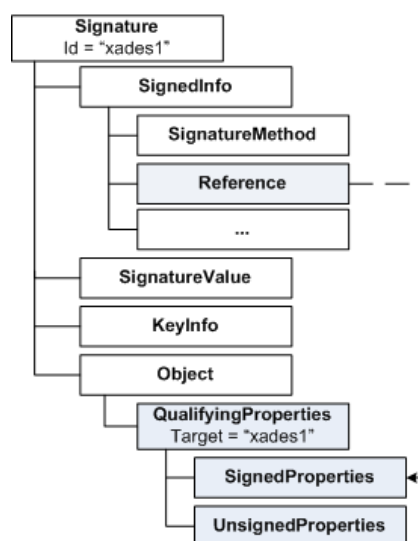 Signature
Id = “xades1”
SignedInfo
SignatureMethod
Reference
...
SignatureValue
KeyInfo
Object
QualifyingProperties
Target = “xades1”
SignedProperties
UnsignedProperties